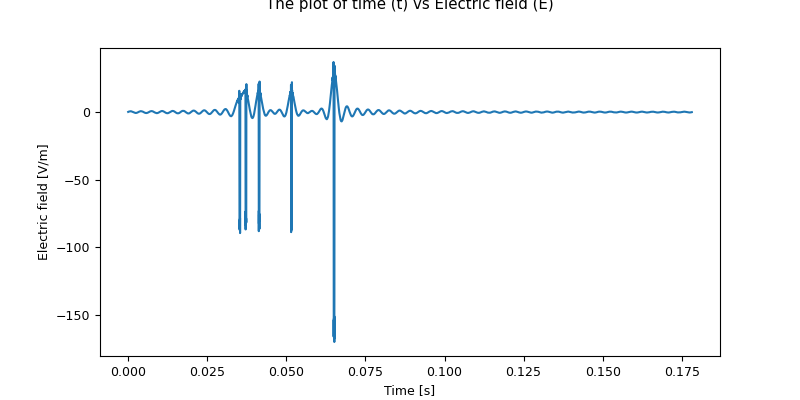 The plot of time (t) vs Electric field (E)
0
−50
−100
−150
Electric field [V/m]
0.000 0.025 0.050 0.075 0.100 0.125 0.150 0.175
Time [s]